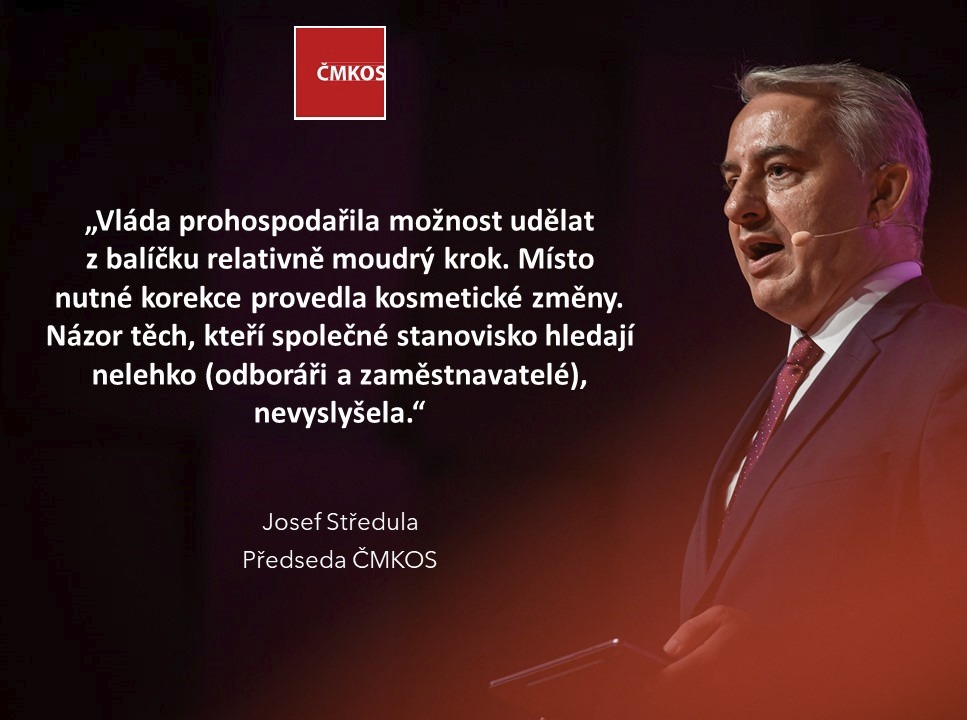 ČMKOS
„Vláda prohospodařila možnost udělat
z balíčku relativně moudrý krok. Místo
nutné korekce provedla kosmetické změny.
Názor těch, kteří společné stanovisko hledají
nelehko (odboráři a zaměstnavatelé),
nevyslyšela.“
Josef Středula
Předseda ČMKOS